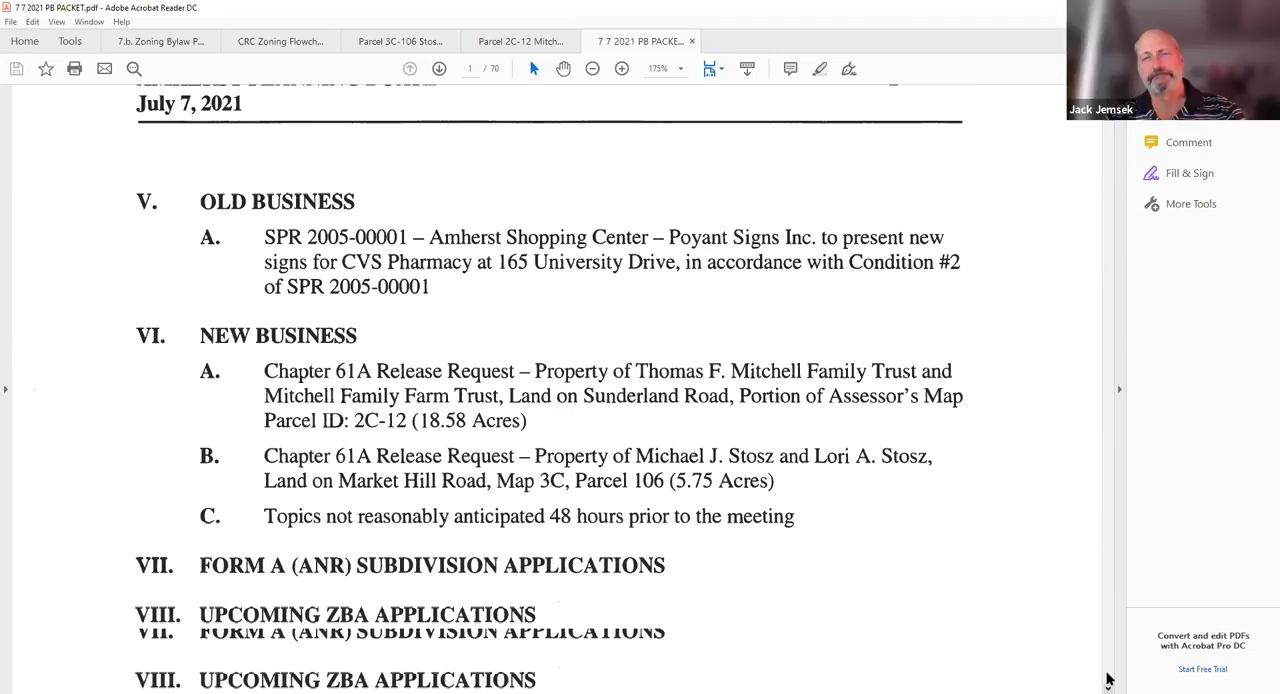 7 7 2021 PB PACKET.pdf - Adobe Acrobat Reader DC
File Edit View Window Help
Home Tools 7.b. Zoning Bylaw P... CRC Zoning Flowch... Parcel 3C-106 Stos... Parcel 2C-12 Mitch... 7 7 2021 PB PACKE... ×
1 / 70 175%
Jack Jemsek
July 7, 2021
V. OLD BUSINESS
A. SPR 2005-00001 – Amherst Shopping Center – Poyant Signs Inc. to present new
signs for CVS Pharmacy at 165 University Drive, in accordance with Condition #2
of SPR 2005-00001
VI. NEW BUSINESS
A. Chapter 61A Release Request – Property of Thomas F. Mitchell Family Trust and
Mitchell Family Farm Trust, Land on Sunderland Road, Portion of Assessor's Map
Parcel ID: 2C-12 (18.58 Acres)
B. Chapter 61A Release Request – Property of Michael J. Stosz and Lori A. Stosz,
Land on Market Hill Road, Map 3C, Parcel 106 (5.75 Acres)
C. Topics not reasonably anticipated 48 hours prior to the meeting
VII. FORM A (ANR) SUBDIVISION APPLICATIONS
VIII. UPCOMING ZBA APPLICATIONS
VII. FORM A (ANR) SUBDIVISION APPLICATIONS
VIII. UPCOMING ZBA APPLICATIONS
Comment
Fill & Sign
More Tools
Convert and edit PDFs
with Acrobat Pro DC
Start Free Trial